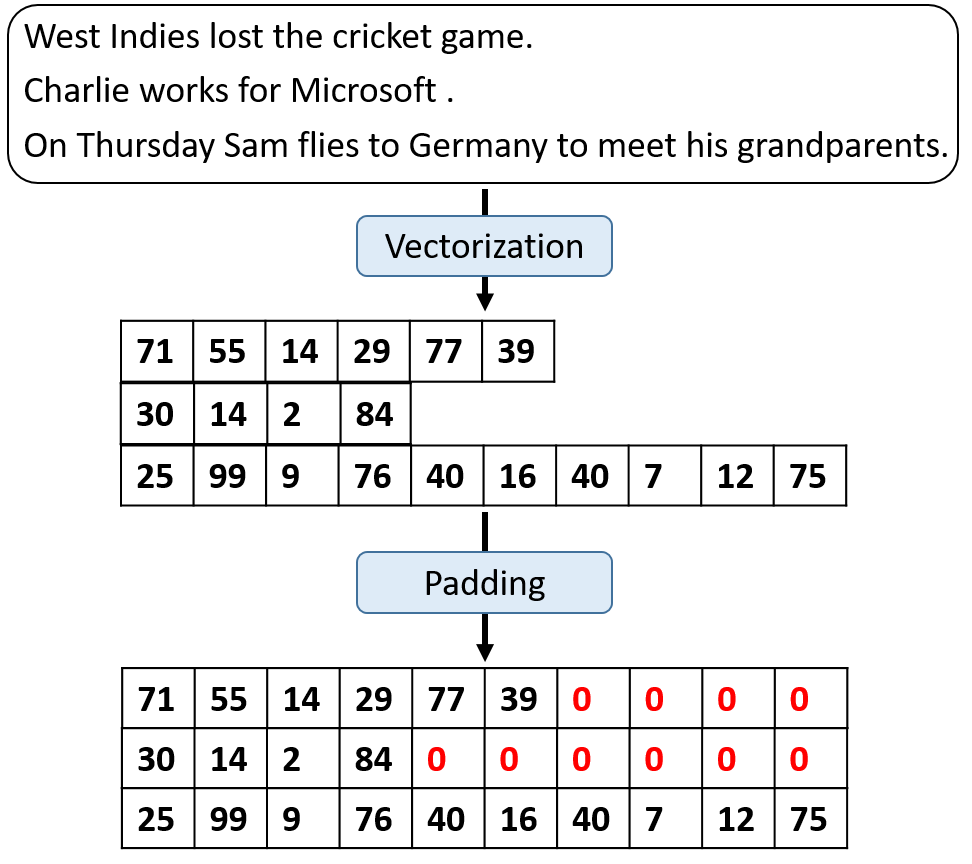 West Indies lost the cricket game.
Charlie works for Microsoft .
On Thursday Sam flies to Germany to meet his grandparents.
Vectorization
71 55 14 29 77 39
30 14 2 84
25 99 9 76 40 16 40 7 12 75
Padding
71 55 14 29 77 39 0 0 0 0
30 14 2 84 0 0 0 0 0 0
25 99 9 76 40 16 40 7 12 75